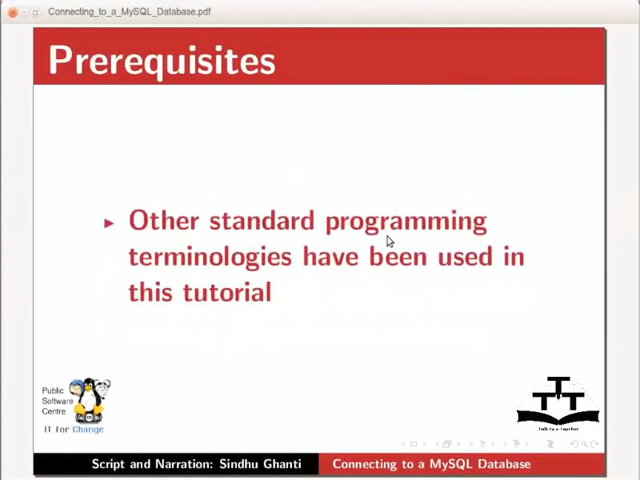 Connecting_to_a_MySQL_Database.pdf
Prerequisites
Other standard programming
terminologies have been used in
this tutorial
Public
Software
Centre
IT for Change
TTT
Talk to a Teacher
Script and Narration: Sindhu Ghanti
Connecting to a MySQL Database